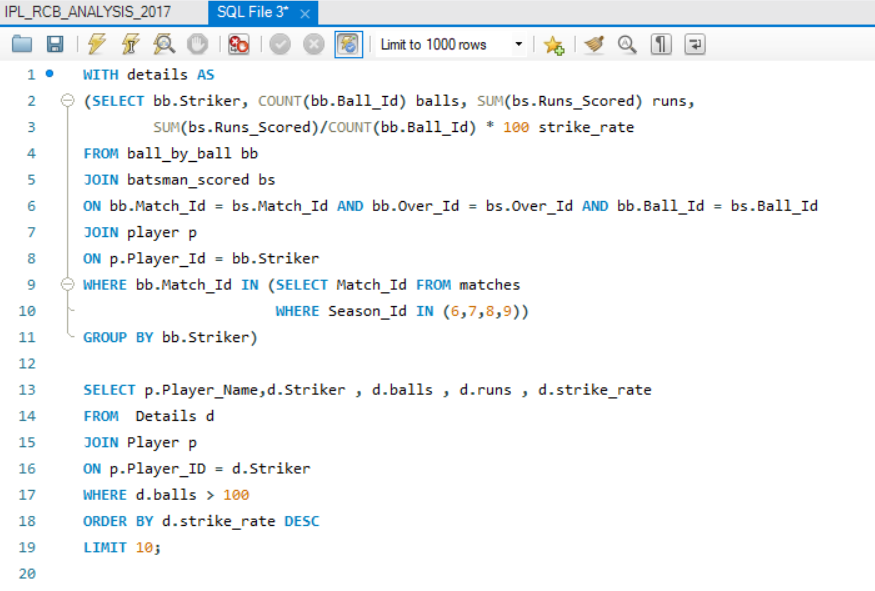 IPL_RCB_ANALYSIS_2017 SQL File 3* ×
Limit to 1000 rows
1 WITH details AS
2 (SELECT bb.Striker, COUNT(bb.Ball_Id) balls, SUM(bs.Runs_Scored) runs,
3 SUM(bs.Runs_Scored)/COUNT(bb.Ball_Id) * 100 strike_rate
4 FROM ball_by_ball bb
5 JOIN batsman_scored bs
6 ON bb.Match_Id = bs.Match_Id AND bb.Over_Id = bs.Over_Id AND bb.Ball_Id = bs.Ball_Id
7 JOIN player p
8 ON p.Player_Id = bb.Striker
9 WHERE bb.Match_Id IN (SELECT Match_Id FROM matches
10 WHERE Season_Id IN (6,7,8,9))
11 GROUP BY bb.Striker)
12
13 SELECT p.Player_Name,d.Striker , d.balls , d.runs , d.strike_rate
14 FROM  Details d
15 JOIN Player p
16 ON p.Player_ID = d.Striker
17 WHERE d.balls > 100
18 ORDER BY d.strike_rate DESC
19 LIMIT 10;
20